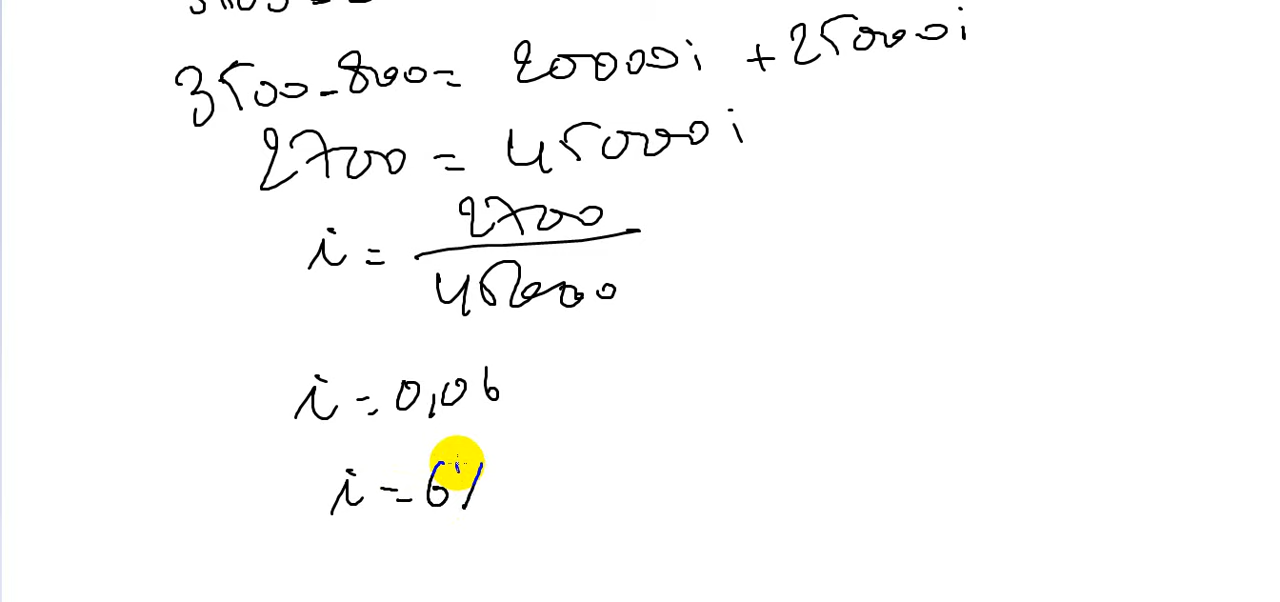 3500-800= 20000i + 25000i
2700 = 45000i
i = 2700/45000
i = 0,06
i = 6%